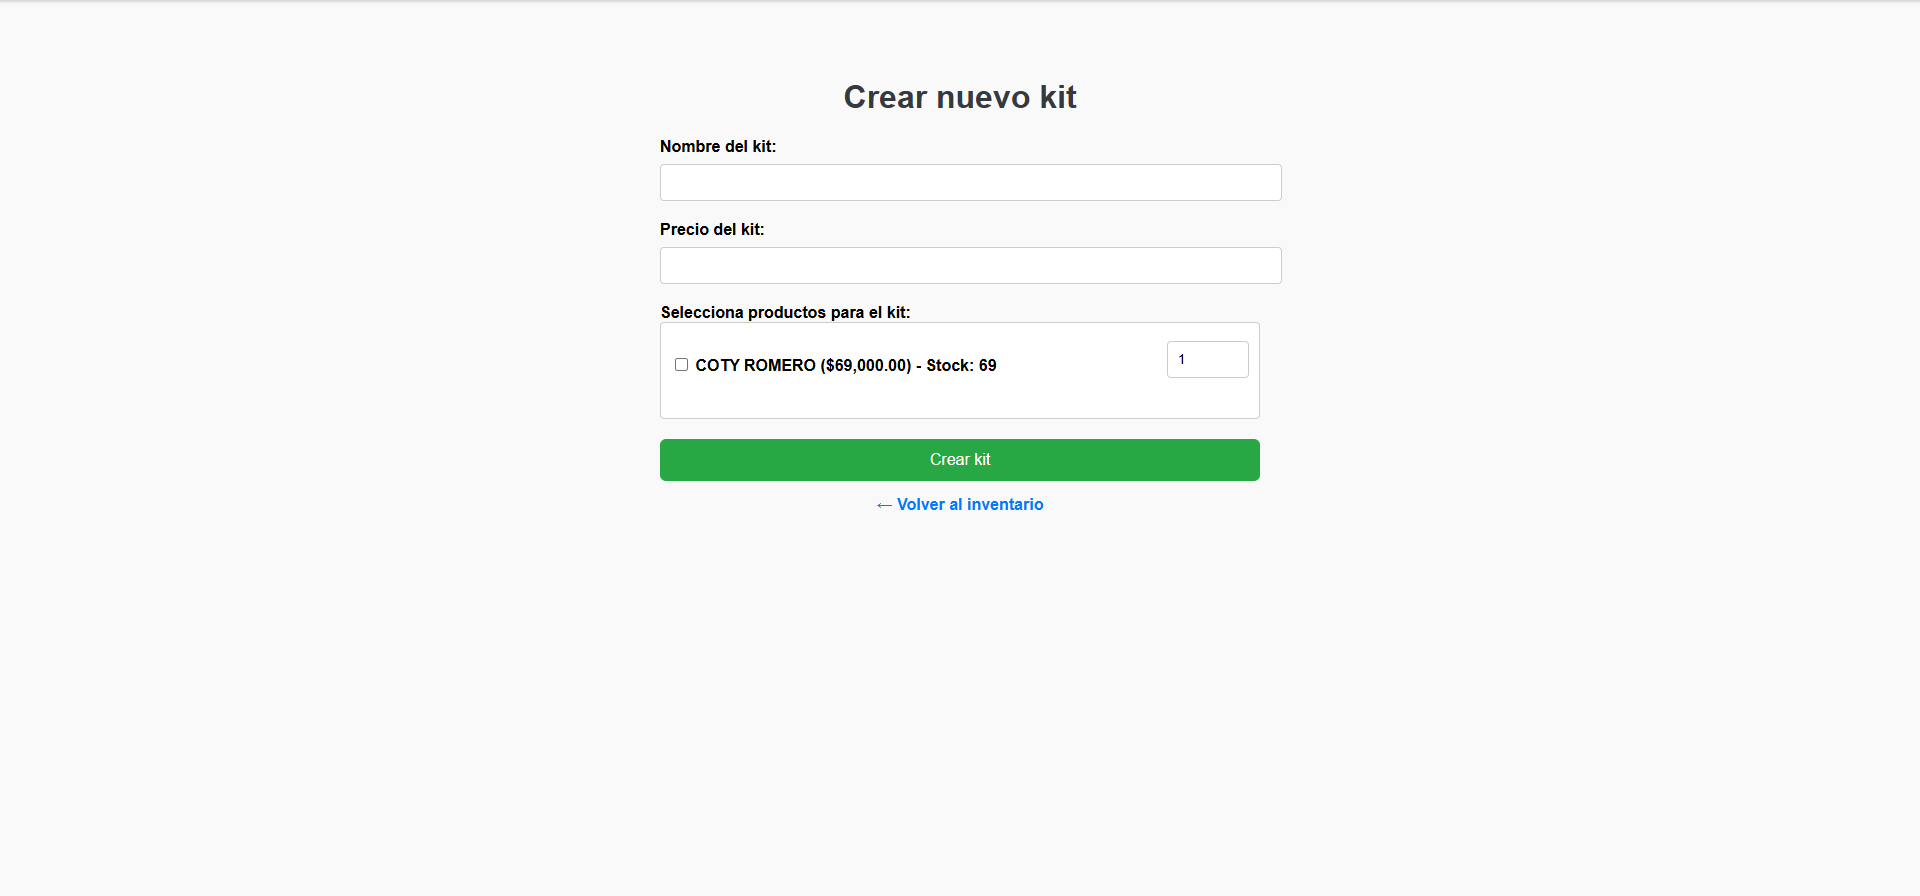 Crear nuevo kit
Nombre del kit:
Precio del kit:
Selecciona productos para el kit:
COTY ROMERO ($69,000.00) - Stock: 69
1
Crear kit
← Volver al inventario